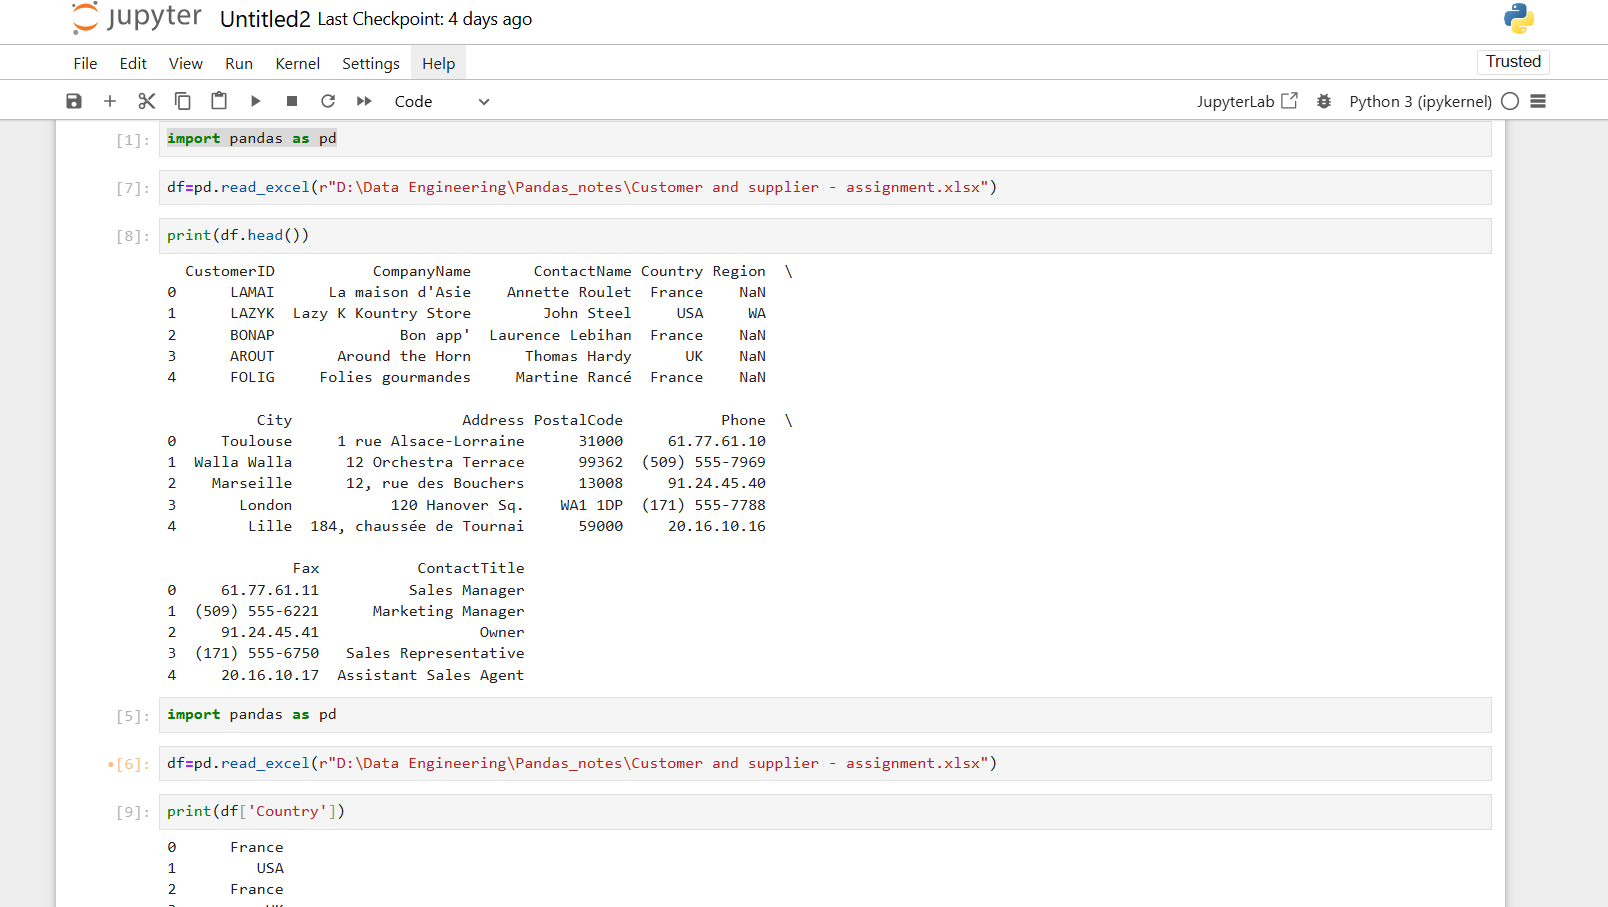 jupyter Untitled2 Last Checkpoint: 4 days ago
File Edit View Run Kernel Settings Help Trusted
Code JupyterLab Python 3 (ipykernel)
[1]: import pandas as pd
[7]: df=pd.read_excel(r"D:\Data Engineering\Pandas_notes\Customer and supplier - assignment.xlsx")
[8]: print(df.head())
CustomerID CompanyName ContactName Country Region \
0 LAMAI La maison d'Asie Annette Roulet France NaN
1 LAZYK Lazy K Kountry Store John Steel USA WA
2 BONAP Bon app' Laurence Lebihan France NaN
3 AROUT Around the Horn Thomas Hardy UK NaN
4 FOLIG Folies gourmandes Martine Rancé France NaN
City Address PostalCode Phone \
0 Toulouse 1 rue Alsace-Lorraine 31000 61.77.61.10
1 Walla Walla 12 Orchestra Terrace 99362 (509) 555-7969
2 Marseille 12, rue des Bouchers 13008 91.24.45.40
3 London 120 Hanover Sq. WA1 1DP (171) 555-7788
4 Lille 184, chaussée de Tournai 59000 20.16.10.16
Fax ContactTitle
0 61.77.61.11 Sales Manager
1 (509) 555-6221 Marketing Manager
2 91.24.45.41 Owner
3 (171) 555-6750 Sales Representative
4 20.16.10.17 Assistant Sales Agent
[5]: import pandas as pd
•[6]: df=pd.read_excel(r"D:\Data Engineering\Pandas_notes\Customer and supplier - assignment.xlsx")
[9]: print(df['Country'])
0 France
1 USA
2 France